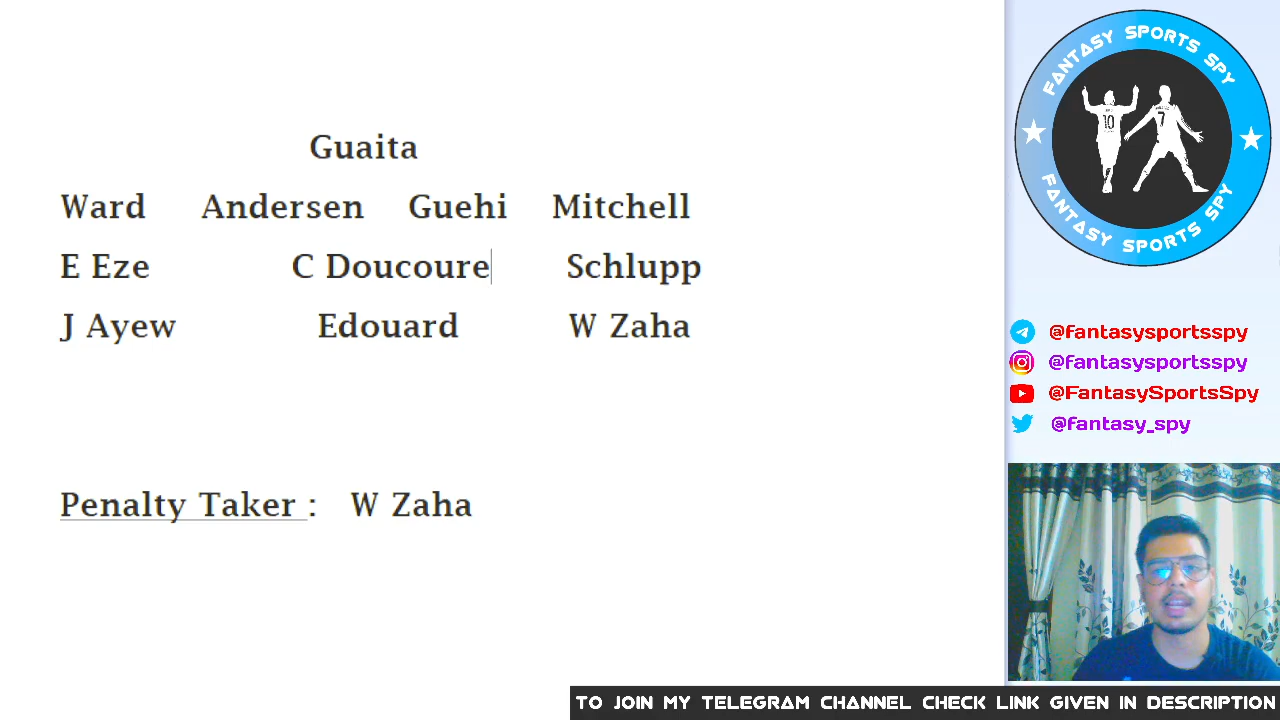 Guaita
Ward Andersen Guehi Mitchell
E Eze C Doucoure Schlupp
J Ayew Edouard W Zaha
Penalty Taker : W Zaha
FANTASY SPORTS SPY
10 7
FANTASY SPORTS SPY
@fantasysportsspy
@fantasysportsspy
@FantasySportsSpy
@fantasy_spy
TO JOIN MY TELEGRAM CHANNEL CHECK LINK GIVEN IN DESCRIPTION